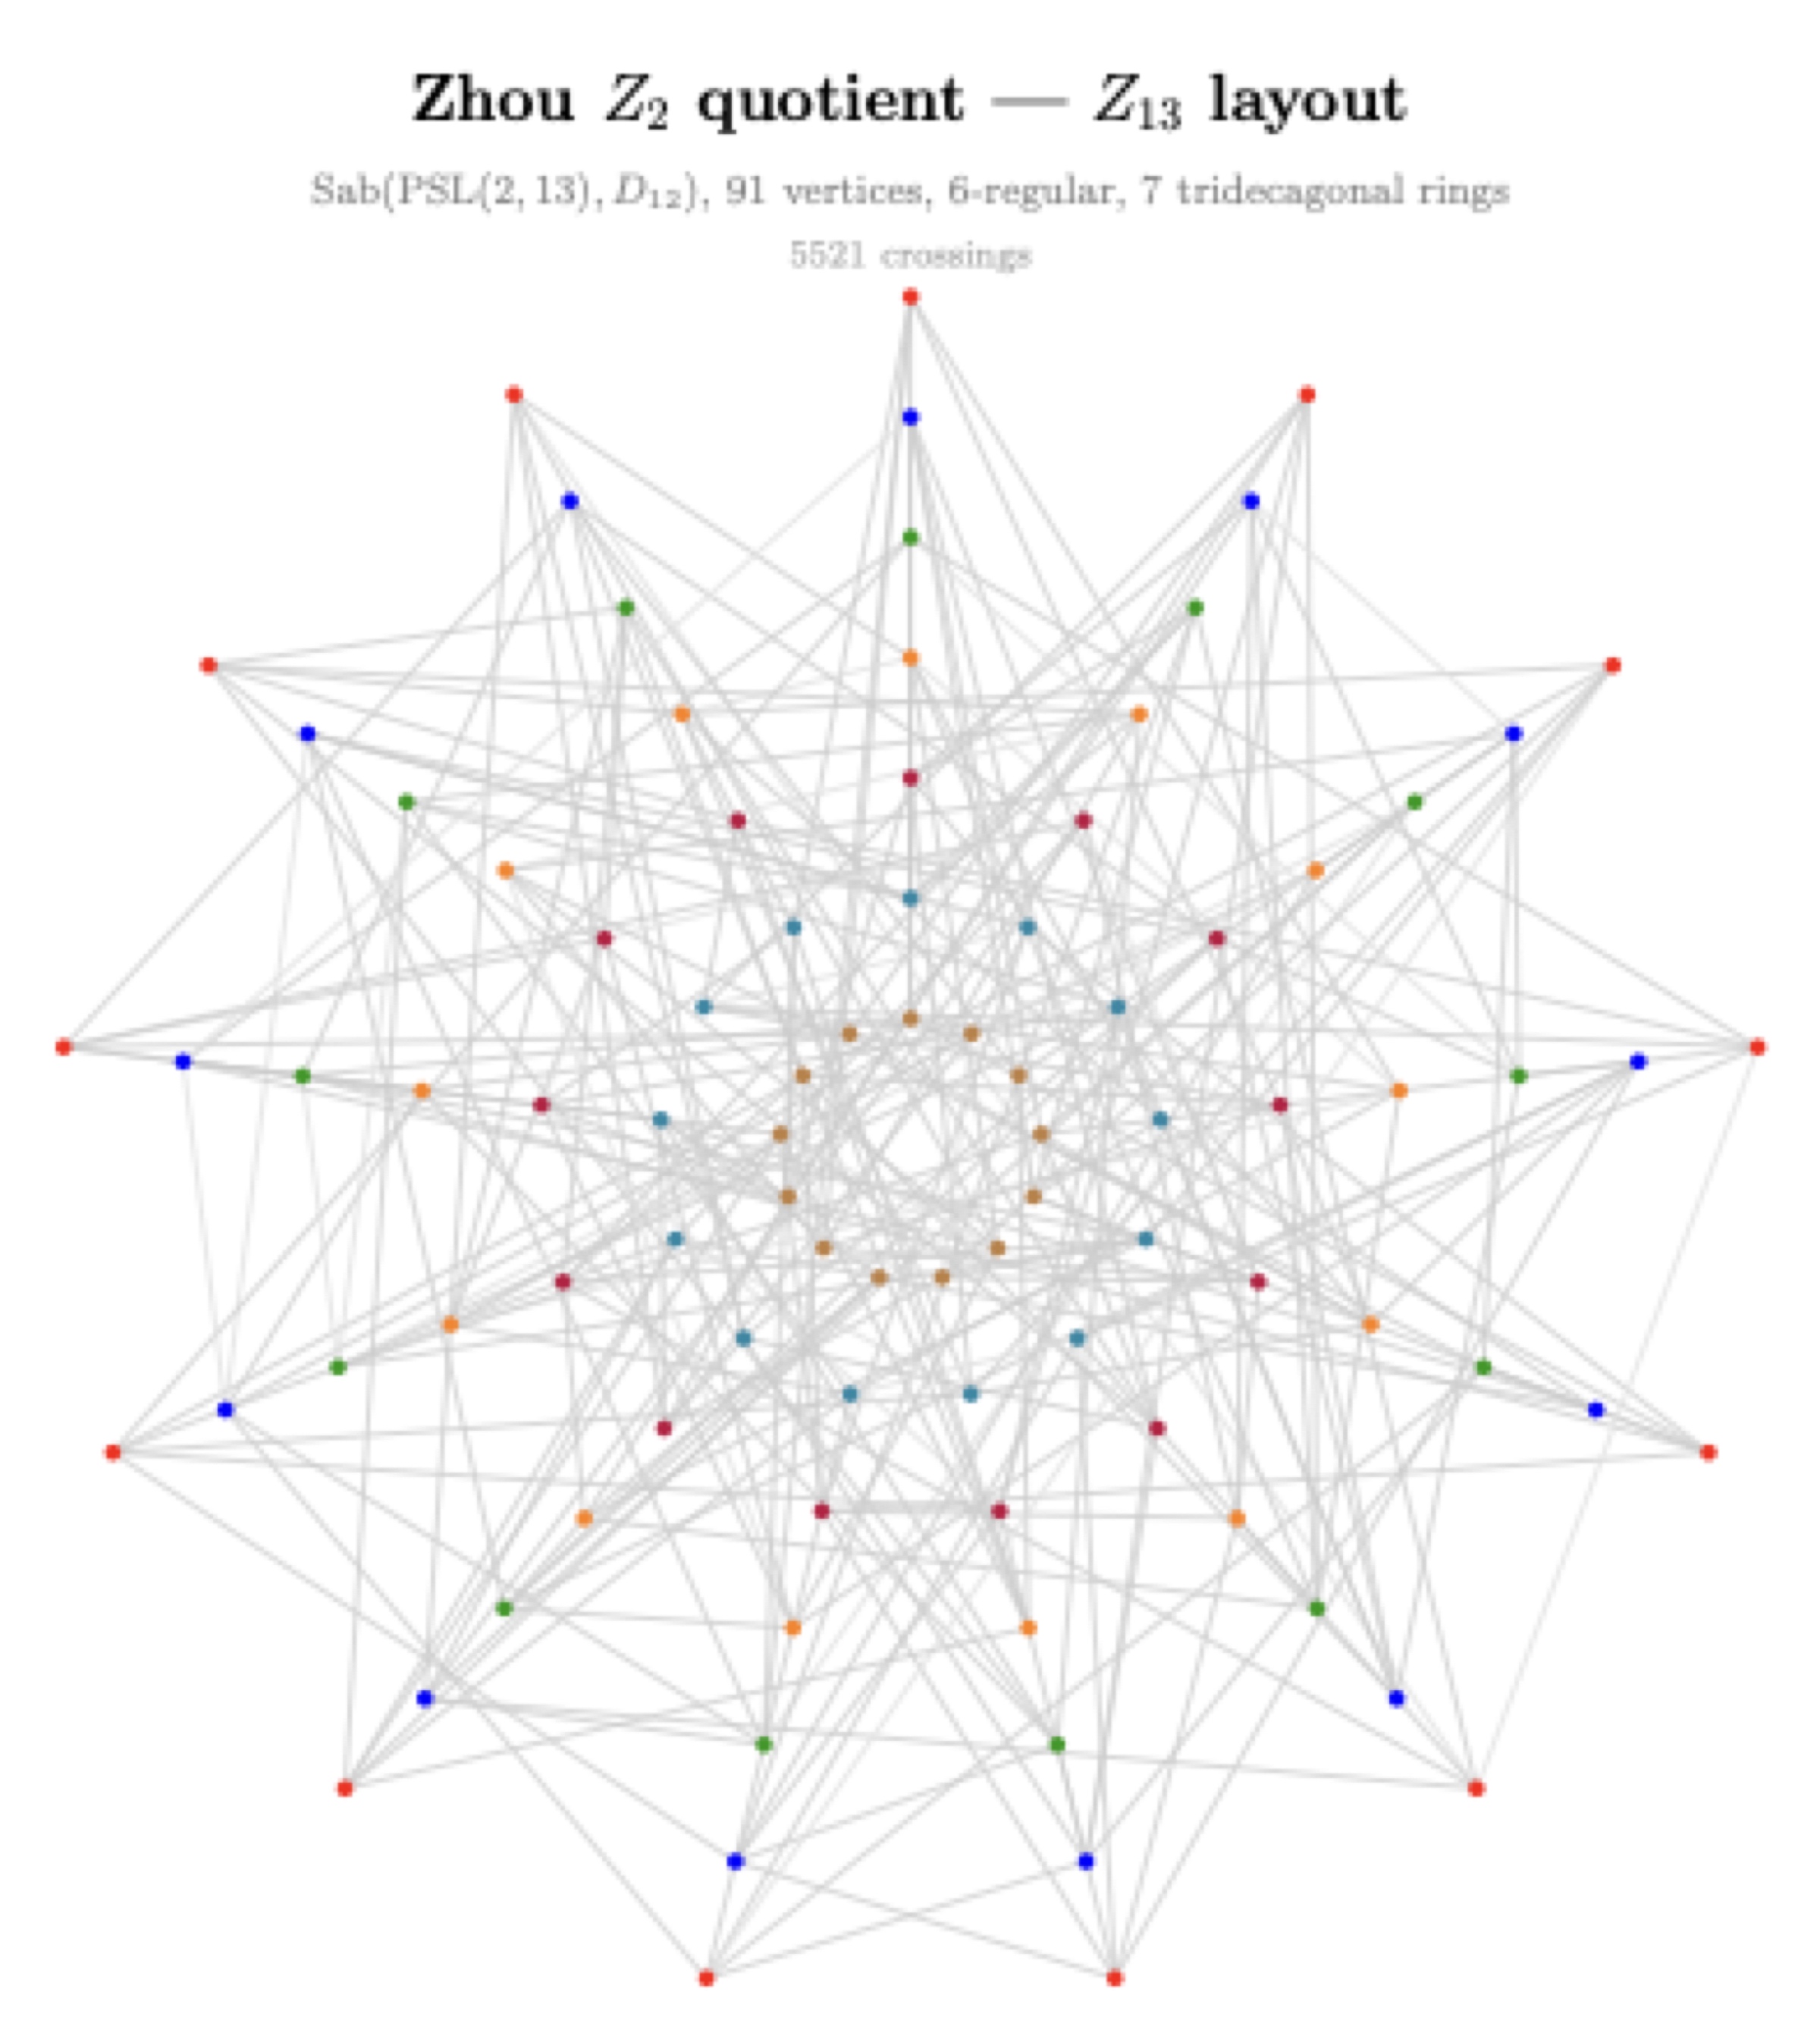 Zhou Z₂ quotient — Z₁₃ layout
Sab(PSL(2, 13), D₁₂), 91 vertices, 6-regular, 7 tridecagonal rings
5521 crossings